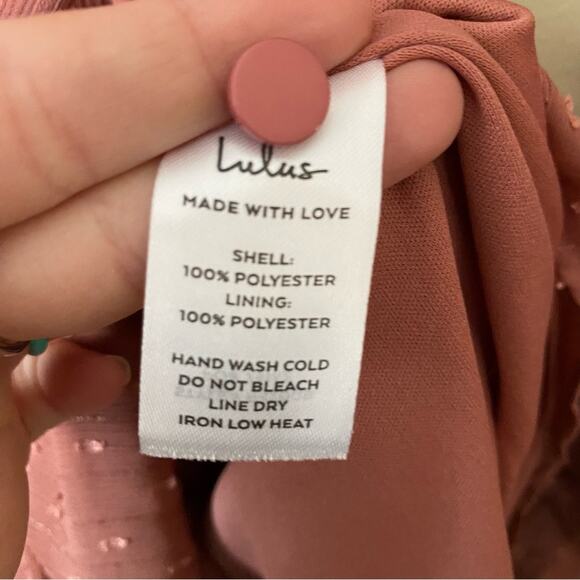 Lulus
MADE WITH LOVE
SHELL:
100% POLYESTER
LINING:
100% POLYESTER
HAND WASH COLD
DO NOT BLEACH
LINE DRY
IRON LOW HEAT